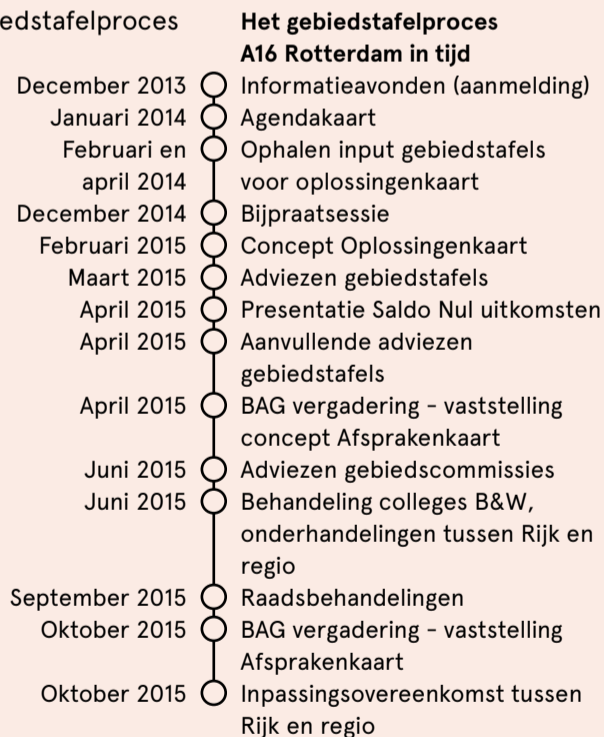 edstafelproces
Het gebiedstafelproces
A16 Rotterdam in tijd
December 2013 Informatieavonden (aanmelding)
Januari 2014 Agendakaart
Februari en Ophalen input gebiedstafels
april 2014 voor oplossingenkaart
December 2014 Bijpraatsessie
Februari 2015 Concept Oplossingenkaart
Maart 2015 Adviezen gebiedstafels
April 2015 Presentatie Saldo Nul uitkomsten
April 2015 Aanvullende adviezen
gebiedstafels
April 2015 BAG vergadering - vaststelling
concept Afsprakenkaart
Juni 2015 Adviezen gebiedscommissies
Juni 2015 Behandeling colleges B&W,
onderhandelingen tussen Rijk en
regio
September 2015 Raadsbehandelingen
Oktober 2015 BAG vergadering - vaststelling
Afsprakenkaart
Oktober 2015 Inpassingsovereenkomst tussen
Rijk en regio